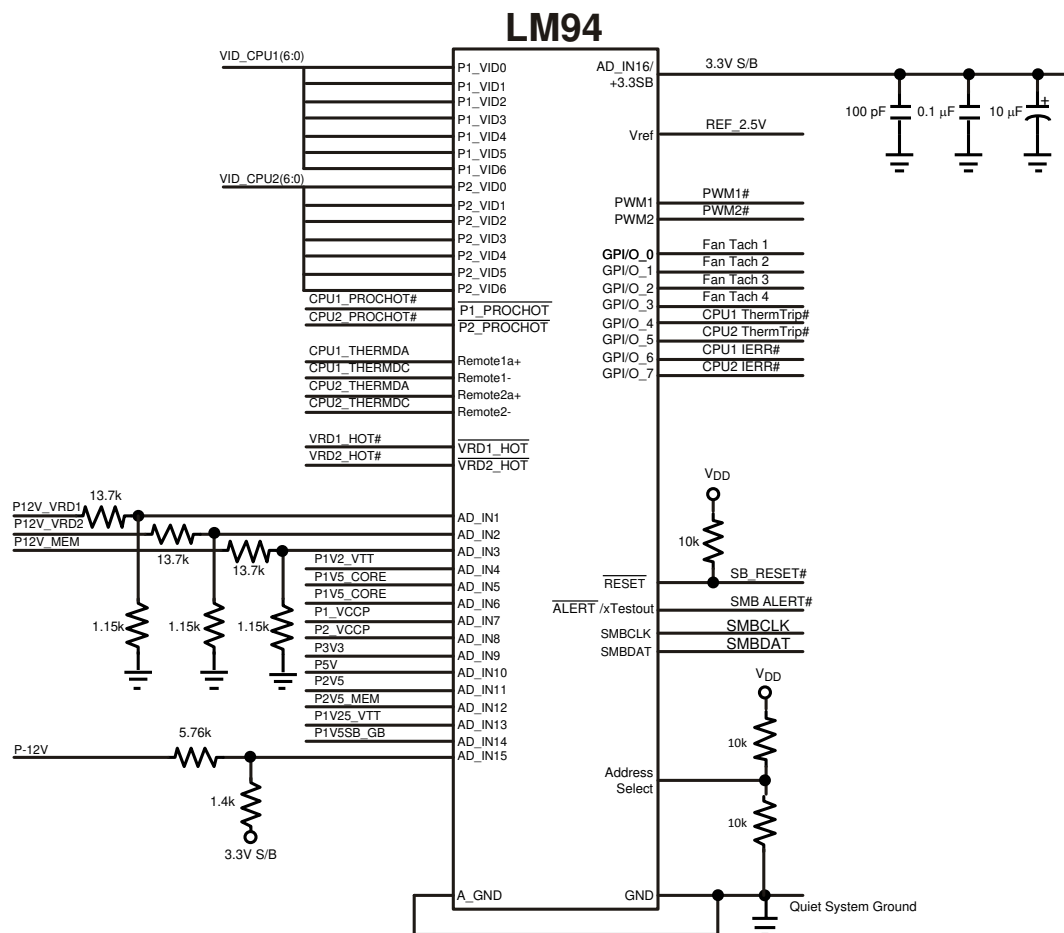 LM94
VID_CPU1(6:0)
P1_VID0
P1_VID1
P1_VID2
P1_VID3
P1_VID4
P1_VID5
P1_VID6
VID_CPU2(6:0)
P2_VID0
P2_VID1
P2_VID2
P2_VID3
P2_VID4
P2_VID5
P2_VID6
CPU1_PROCHOT#
P1_PROCHOT
CPU2_PROCHOT#
P2_PROCHOT
CPU1_THERMDA
Remote1a+
CPU1_THERMDC
Remote1-
CPU2_THERMDA
Remote2a+
CPU2_THERMDC
Remote2-
VRD1_HOT#
VRD1_HOT
VRD2_HOT#
VRD2_HOT
P12V_VRD1
13.7k
AD_IN1
P12V_VRD2
13.7k
AD_IN2
P12V_MEM
13.7k
AD_IN3
P1V2_VTT
AD_IN4
P1V5_CORE
AD_IN5
P1V5_CORE
AD_IN6
P1_VCCP
AD_IN7
P2_VCCP
AD_IN8
P3V3
AD_IN9
P5V
AD_IN10
P2V5
AD_IN11
P2V5_MEM
AD_IN12
P1V25_VTT
AD_IN13
P1V5SB_GB
AD_IN14
1.15k
1.15k
1.15k
P-12V
5.76k
AD_IN15
1.4k
3.3V S/B
A_GND
AD_IN16/
+3.3SB
3.3V S/B
100 pF
0.1 µF
10 µF
+
Vref
REF_2.5V
PWM1
PWM1#
PWM2
PWM2#
GPI/O_0
Fan Tach 1
GPI/O_1
Fan Tach 2
GPI/O_2
Fan Tach 3
GPI/O_3
Fan Tach 4
GPI/O_4
CPU1 ThermTrip#
GPI/O_5
CPU2 ThermTrip#
GPI/O_6
CPU1 IERR#
GPI/O_7
CPU2 IERR#
VDD
10k
RESET
SB_RESET#
ALERT /xTestout
SMB ALERT#
SMBCLK
SMBCLK
SMBDAT
SMBDAT
VDD
10k
Address
Select
10k
GND
Quiet System Ground